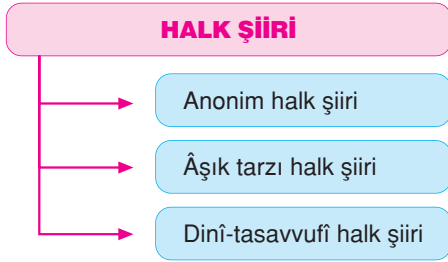 HALK ŞİİRİ
Anonim halk şiiri
Âşık tarzı halk şiiri
Dinî-tasavvufî halk şiiri